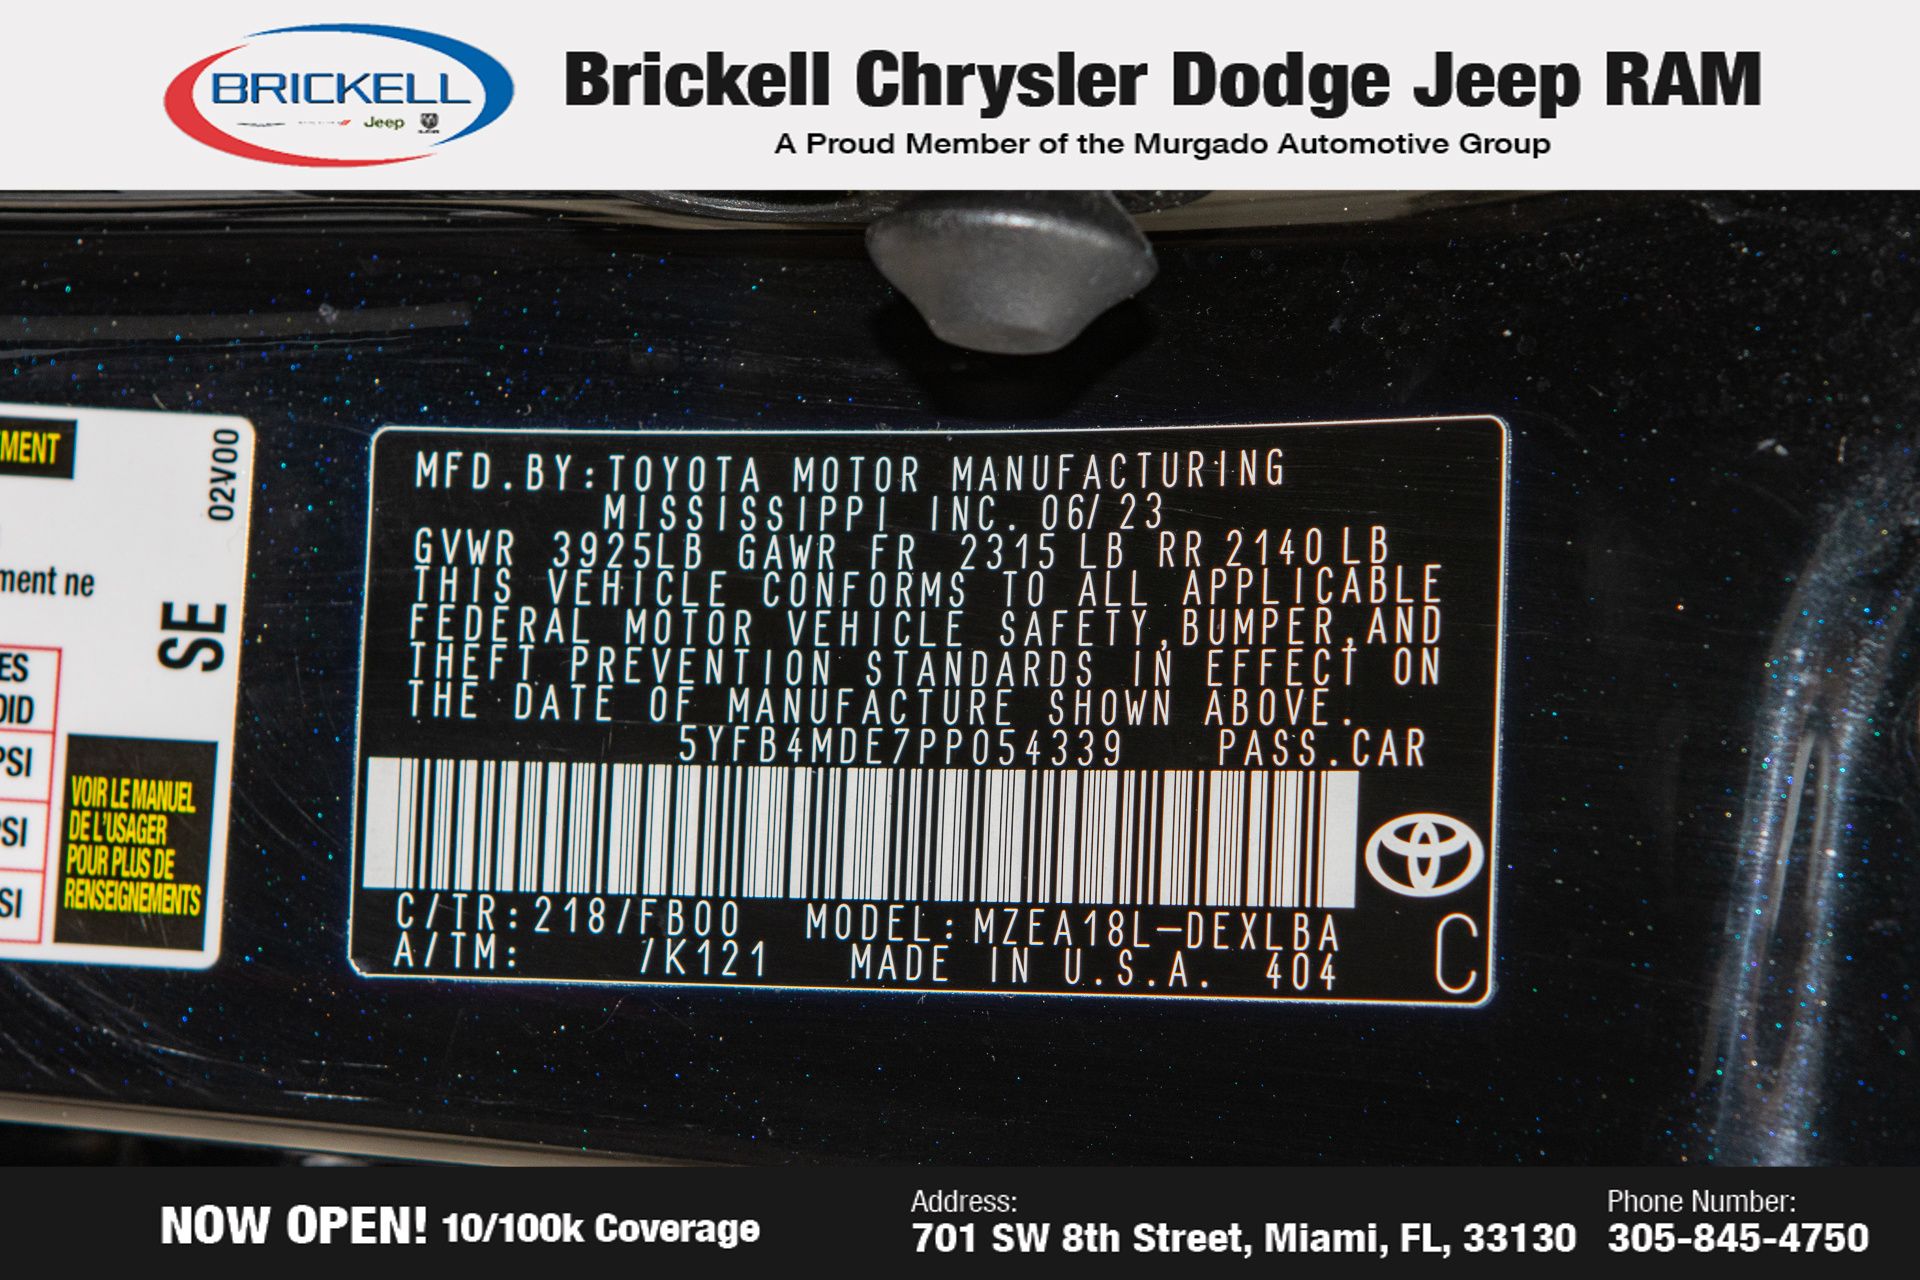 BRICKELL
Jeep
RAM
Brickell Chrysler Dodge Jeep RAM
A Proud Member of the Murgado Automotive Group
MENT
02V00
ment ne
SE
ES
OID
PSI
PSI
SI
VOIR LE MANUEL
DE L'USAGER
POUR PLUS DE
RENSEIGNEMENTS
MFD.BY:TOYOTA MOTOR MANUFACTURING
MISSISSIPPI INC. 06/23
GVWR 3925LB GAWR FR 2315 LB RR 2140 LB
THIS VEHICLE CONFORMS TO ALL APPLICABLE
FEDERAL MOTOR VEHICLE SAFETY,BUMPER,AND
THEFT PREVENTION STANDARDS IN EFFECT ON
THE DATE OF MANUFACTURE SHOWN ABOVE.
5YFB4MDE7PP054339 PASS.CAR
C/TR:218/FB00 MODEL:MZEA18L-DEXLBA
A/TM: /K121 MADE IN U.S.A. 404
C
NOW OPEN! 10/100k Coverage
Address:
701 SW 8th Street, Miami, FL, 33130
Phone Number:
305-845-4750